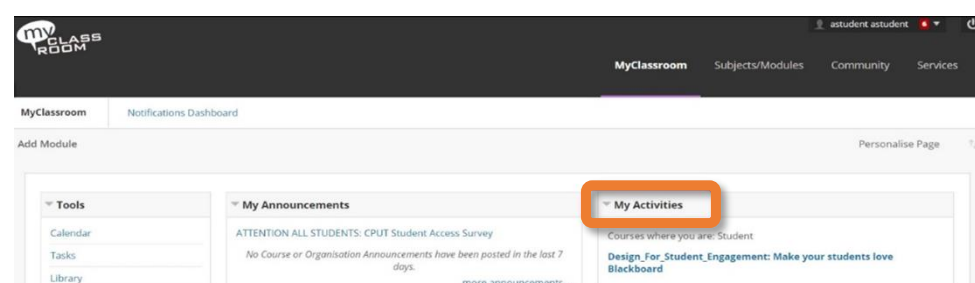 my
CLASS
ROOM
astudent astudent 6
MyClassroom Subjects/Modules Community Services
MyClassroom Notifications Dashboard
Add Module Personalise Page
Tools
Calendar
Tasks
Library
My Announcements
ATTENTION ALL STUDENTS: CPUT Student Access Survey
No Course or Organisation Announcements have been posted in the last 7
days.
more announcements
My Activities
Courses where you are: Student
Design_For_Student_Engagement: Make your students love
Blackboard